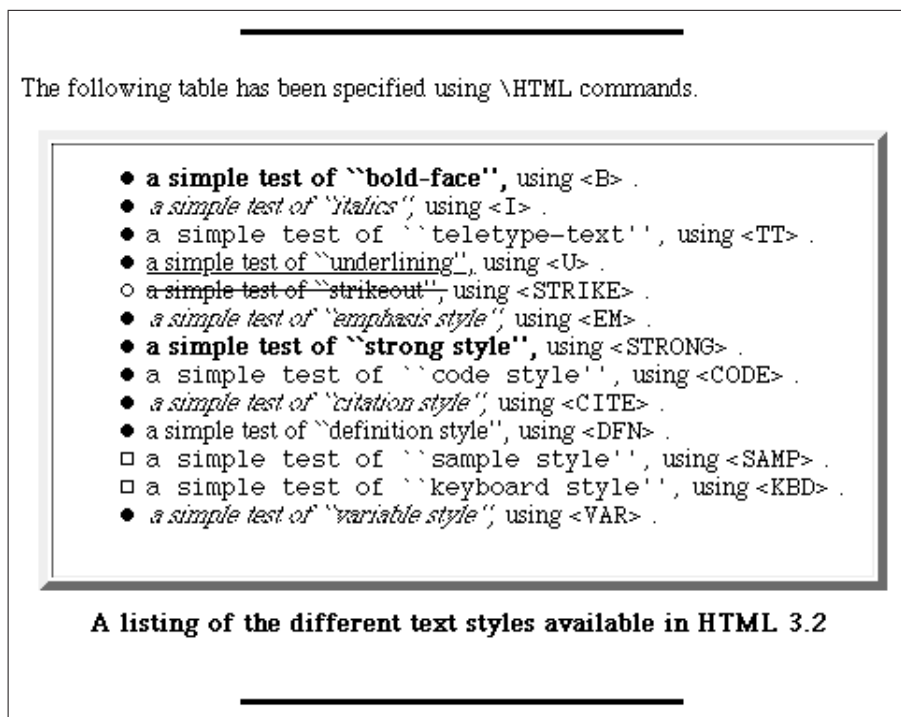 The following table has been specified using \HTML commands.
● a simple test of ``bold-face'', using <B> .
● a simple test of ``italics'', using <I> .
● a simple test of ``teletype-text'', using <TT> .
● a simple test of ``underlining'', using <U> .
○ a simple test of ``strikeout'', using <STRIKE> .
● a simple test of ``emphasis style'', using <EM> .
● a simple test of ``strong style'', using <STRONG> .
● a simple test of ``code style'', using <CODE> .
● a simple test of ``citation style'', using <CITE> .
● a simple test of ``definition style'', using <DFN> .
□ a simple test of ``sample style'', using <SAMP> .
□ a simple test of ``keyboard style'', using <KBD> .
● a simple test of ``variable style'', using <VAR> .
A listing of the different text styles available in HTML 3.2